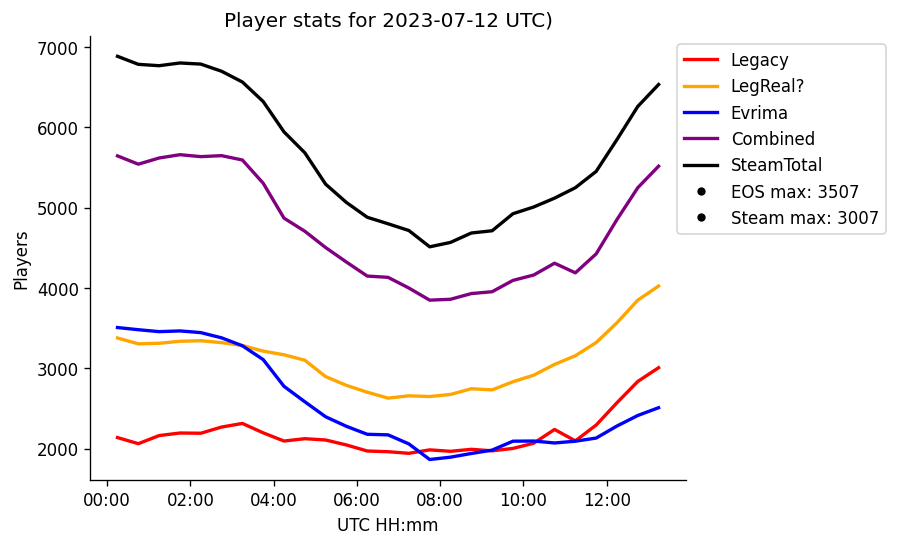 Player stats for 2023-07-12 UTC)
7000
6000
5000
4000
3000
2000
Players
00:00 02:00 04:00 06:00 08:00 10:00 12:00
UTC HH:mm
Legacy
LegReal?
Evrima
Combined
SteamTotal
EOS max: 3507
Steam max: 3007